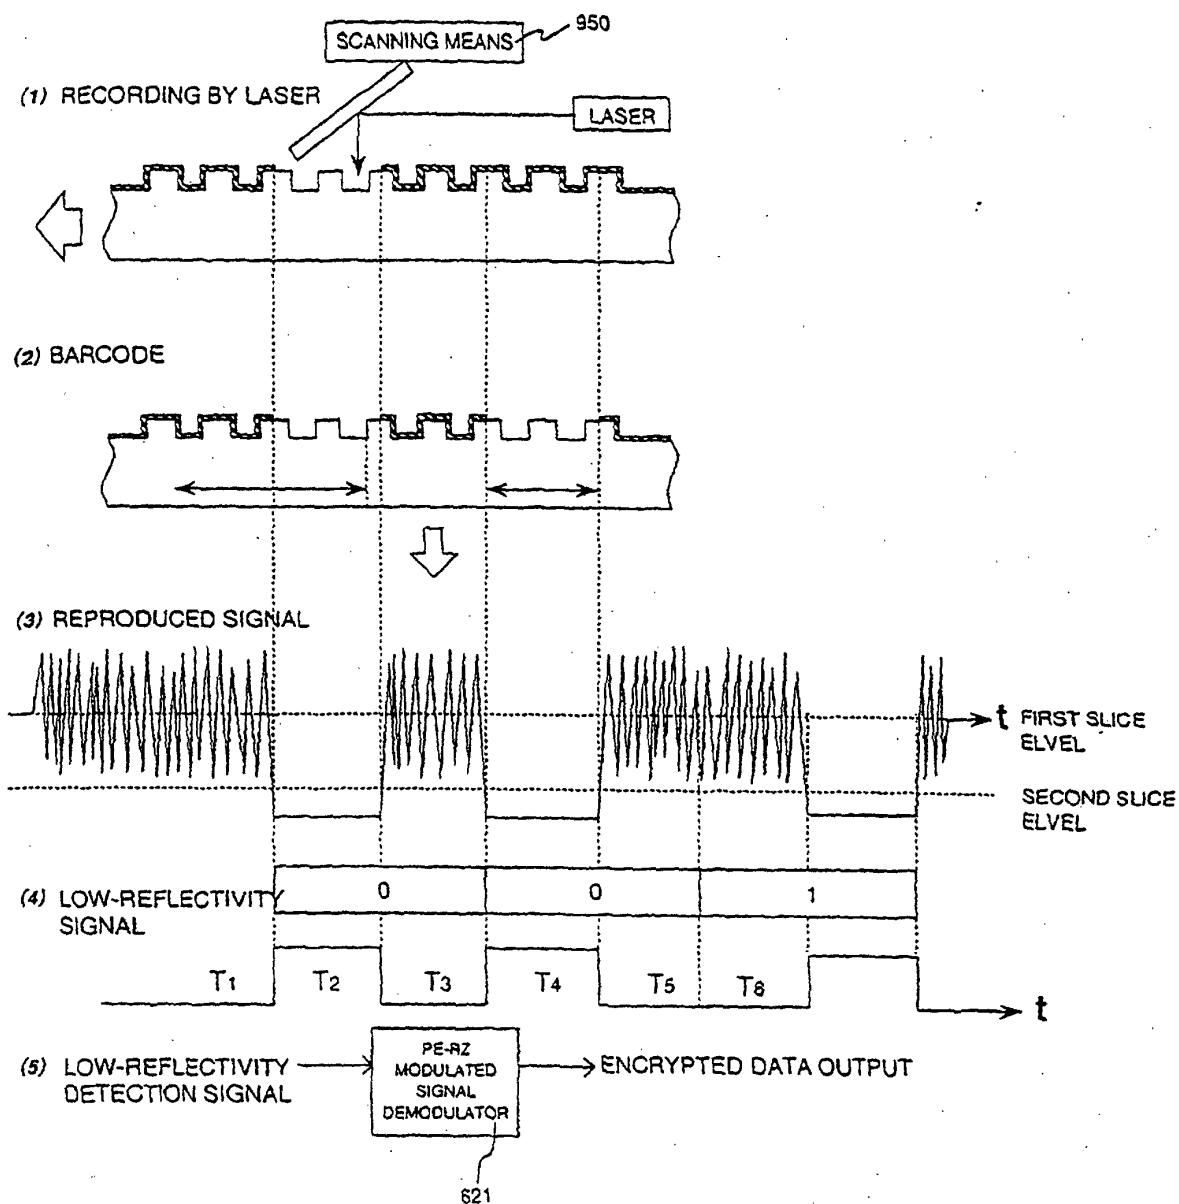 950
SCANNING MEANS
(1) RECORDING BY LASER
LASER
(2) BARCODE
(3) REPRODUCED SIGNAL
t FIRST SLICE
ELVEL
SECOND SLICE
ELVEL
(4) LOW-REFLECTIVITY
SIGNAL
0 0 1
T1 T2 T3 T4 T5 T6
t
(5) LOW-REFLECTIVITY
DETECTION SIGNAL
PE-RZ
MODULATED
SIGNAL
DEMODULATOR
ENCRYPTED DATA OUTPUT
621